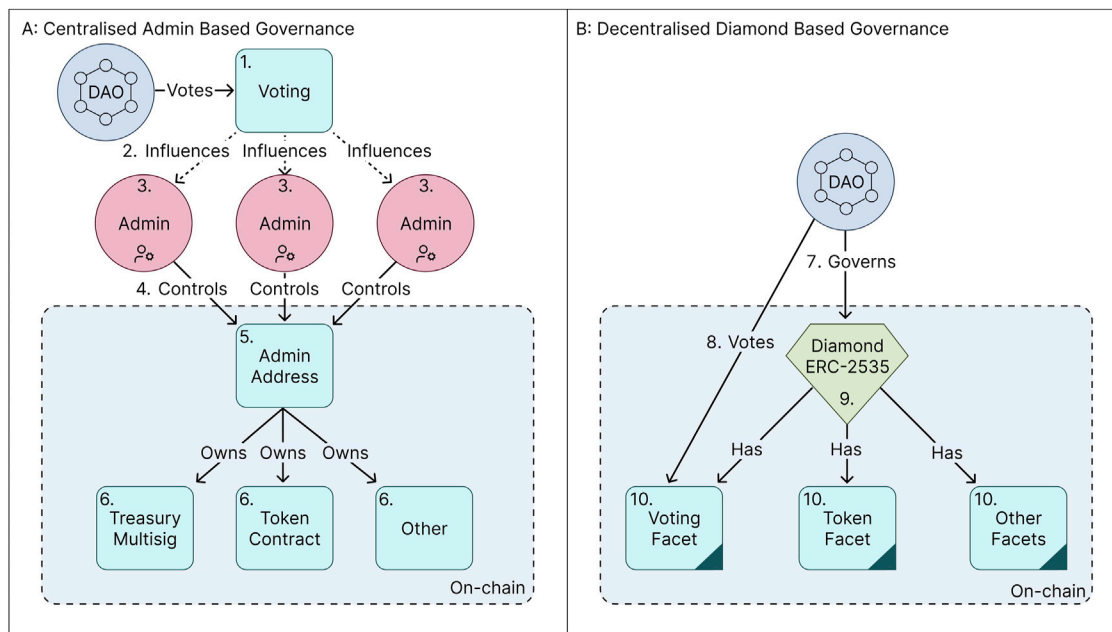 A: Centralised Admin Based Governance
DAO
Votes
1.
Voting
2. Influences
Influences
Influences
3.
Admin
3.
Admin
3.
Admin
4. Controls
Controls
Controls
5.
Admin
Address
Owns
Owns
Owns
6.
Treasury
Multisig
6.
Token
Contract
6.
Other
On-chain
B: Decentralised Diamond Based Governance
DAO
7. Governs
8. Votes
Diamond
ERC-2535
9.
Has
Has
Has
10.
Voting
Facet
10.
Token
Facet
10.
Other
Facets
On-chain